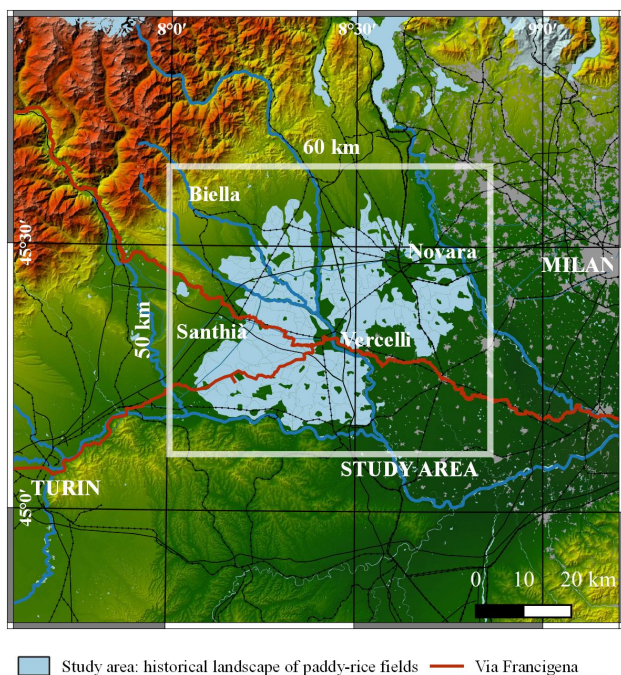 8°0′ 8°30′ 9°0′
60 km
Biella
45°30′
Novara
MILAN
50 km
Santhià
Vercelli
STUDY AREA
TURIN
45°0′
0 10 20 km
Study area: historical landscape of paddy-rice fields Via Francigena